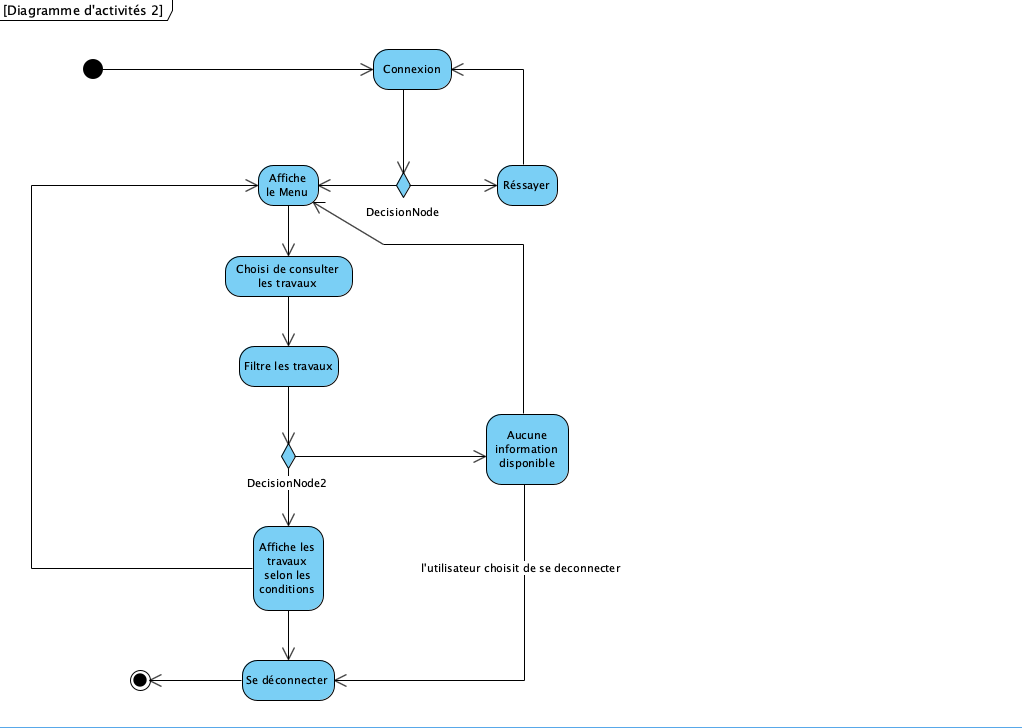 [Diagramme d'activités 2]
Connexion
Affiche
le Menu
Réssayer
DecisionNode
Choisi de consulter
les travaux
Filtre les travaux
Aucune
information
disponible
DecisionNode2
Affiche les
travaux
selon les
conditions
l'utilisateur choisit de se deconnecter
Se déconnecter